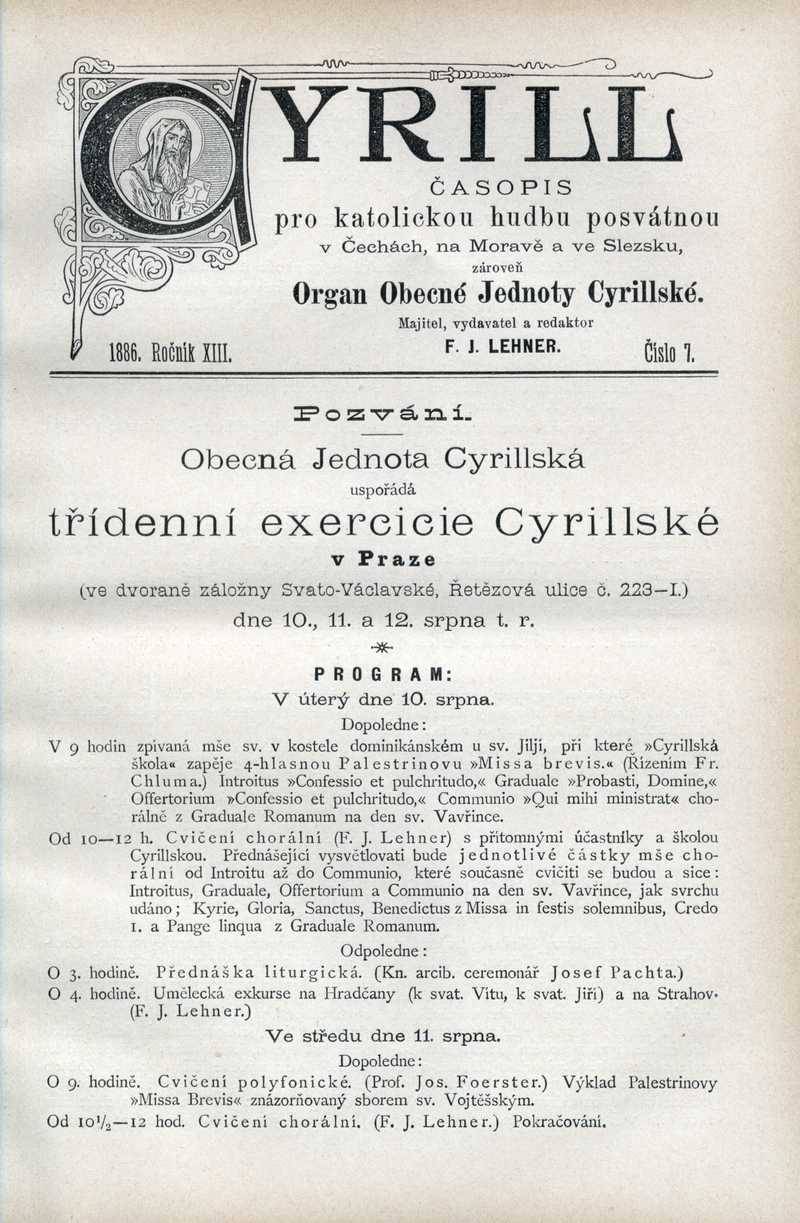 CYRILL
ČASOPIS
pro katolickou hudbu posvátnou
v Čechách, na Moravě a ve Slezsku,
zároveň
Organ Obecné Jednoty Cyrillské.
Majitel, vydavatel a redaktor
1886. Ročník XIII.
F. J. LEHNER.
Číslo 7.
Pozvání.
Obecná Jednota Cyrillská
uspořádá
třídenní exercicie Cyrillské
v Praze
(ve dvoraně záložny Svato-Václavské, Řetězová ulice č. 223—I.)
dne 10., 11. a 12. srpna t. r.
PROGRAM:
V úterý dne 10. srpna.
Dopoledne:
V 9 hodin zpívaná mše sv. v kostele dominikánském u sv. Jiljí, při které »Cyrillská
škola« zapěje 4-hlasnou Palestrinovu »Missa brevis.« (Řízením Fr.
Chluma.) Introitus »Confessio et pulchritudo,« Graduale »Probasti, Domine,«
Offertorium »Confessio et pulchritudo,« Communio »Qui mihi ministrat« cho-
rálně z Graduale Romanum na den sv. Vavřince.
Od 10—12 h. Cvičení chorální (F. J. Lehner) s přítomnými účastníky a školou
Cyrillskou. Přednášející vysvětlovati bude jednotlivé částky mše cho-
rální od Introitu až do Communio, které současně cvičiti se budou a sice:
Introitus, Graduale, Offertorium a Communio na den sv. Vavřince, jak svrchu
udáno; Kyrie, Gloria, Sanctus, Benedictus z Missa in festis solemnibus, Credo
1. a Pange linqua z Graduale Romanum.
Odpoledne:
O 3. hodině. Přednáška liturgická. (Kn. arcib. ceremonář Josef Pachta.)
O 4. hodině. Umělecká exkurse na Hradčany (k svat. Vítu, k svat. Jiří) a na Strahov.
(F. J. Lehner.)
Ve středu dne 11. srpna.
Dopoledne:
O 9. hodině. Cvičení polyfonické. (Prof. Jos. Foerster.) Výklad Palestrinovy
»Missa Brevis« znázorňovaný sborem sv. Vojtěšským.
Od 10½—12 hod. Cvičení chorální. (F. J. Lehner.) Pokračování.